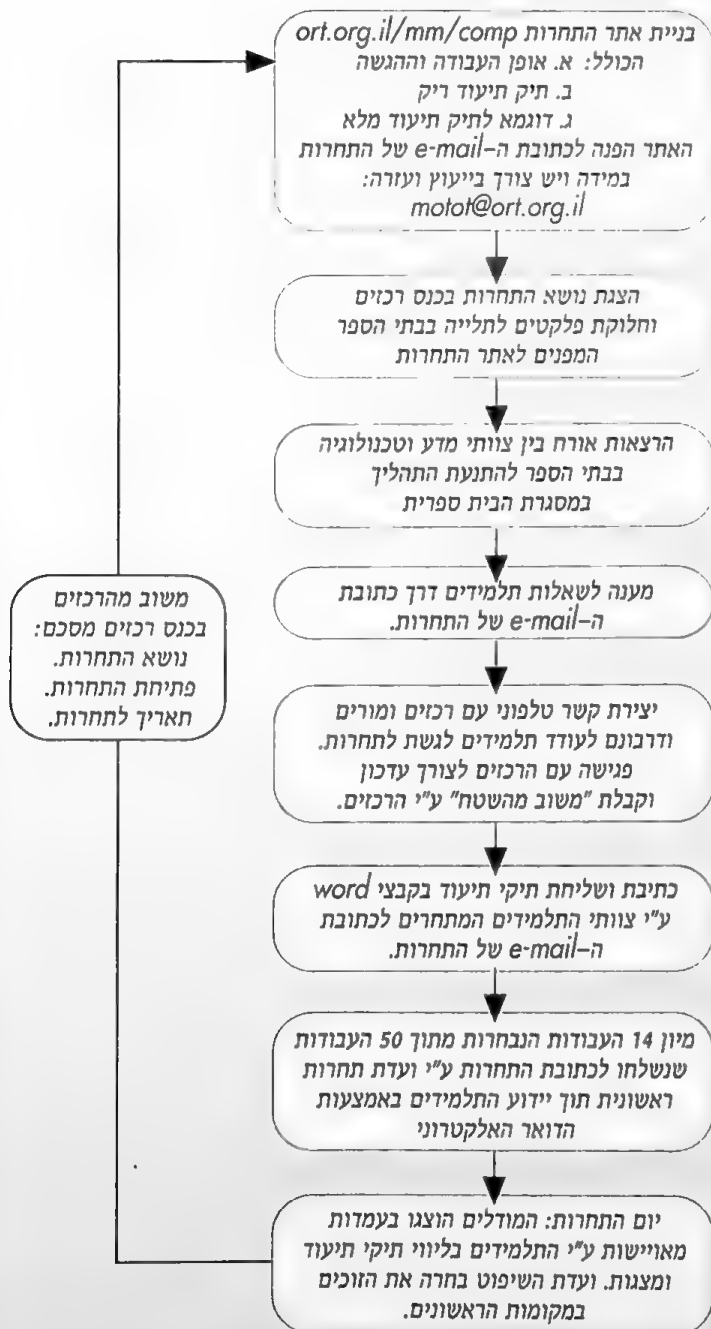 בניית אתר התחרות ort.org.il/mm/comp
הכולל: א. אופן העבודה וההגשה
ב. תיק תיעוד ריק
ג. דוגמא לתיק תיעוד מלא
האתר הפנה לכתובת ה-e-mail של התחרות
במידה ויש צורך בייעוץ ועזרה:
motot@ort.org.il
הצגת נושא התחרות בכנס רכזים
וחלוקת פלקטים לתלייה בבתי הספר
המפנים לאתר התחרות
הרצאות אורח בין צוותי מדע וטכנולוגיה
בבתי הספר להתנעת התהליך
במסגרת הבית ספרית
מענה לשאלות תלמידים דרך כתובת
ה-e-mail של התחרות.
יצירת קשר טלפוני עם רכזים ומורים
ודרבונם לעודד תלמידים לגשת לתחרות.
פגישה עם הרכזים לצורך עדכון
וקבלת "משוב מהשטח" ע"י הרכזים.
כתיבת ושליחת תיקי תיעוד בקבצי word
ע"י צוותי התלמידים המתחרים לכתובת
ה-e-mail של התחרות.
מיון 14 העבודות הנבחרות מתוך 50 העבודות
שנשלחו לכתובת התחרות ע"י ועדת תחרות
ראשונית תוך יידוע התלמידים באמצעות
הדואר האלקטרוני
יום התחרות: המודלים הוצגו בעמדות
מאויישות ע"י התלמידים בליווי תיקי תיעוד
ומצגות. ועדת השיפוט בחרה את הזוכים
במקומות הראשונים.
משוב מהרכזים
בכנס רכזים מסכם:
נושא התחרות.
פתיחת התחרות.
תאריך לתחרות.